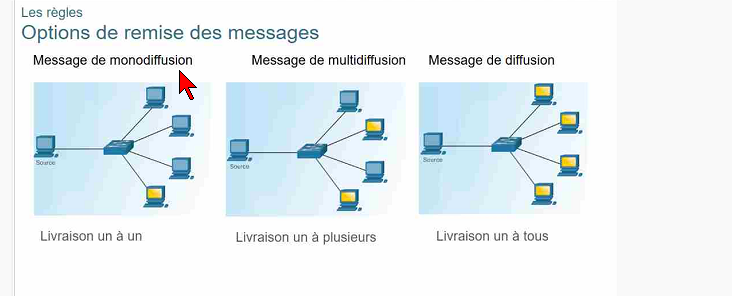 Les règles
Options de remise des messages
Message de monodiffusion
Message de multidiffusion
Message de diffusion
Source
Source
Source
Livraison un à un
Livraison un à plusieurs
Livraison un à tous